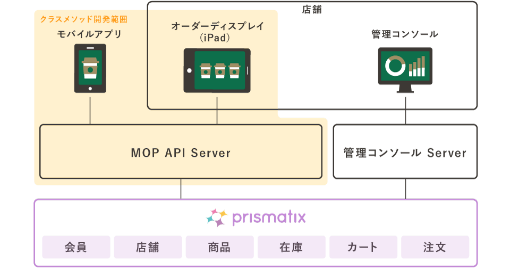 店舗
クラスメソッド開発範囲
モバイルアプリ
オーダーディスプレイ
（iPad）
管理コンソール
MOP API Server
管理コンソール Server
prismatix
会員
店舗
商品
在庫
カート
注文